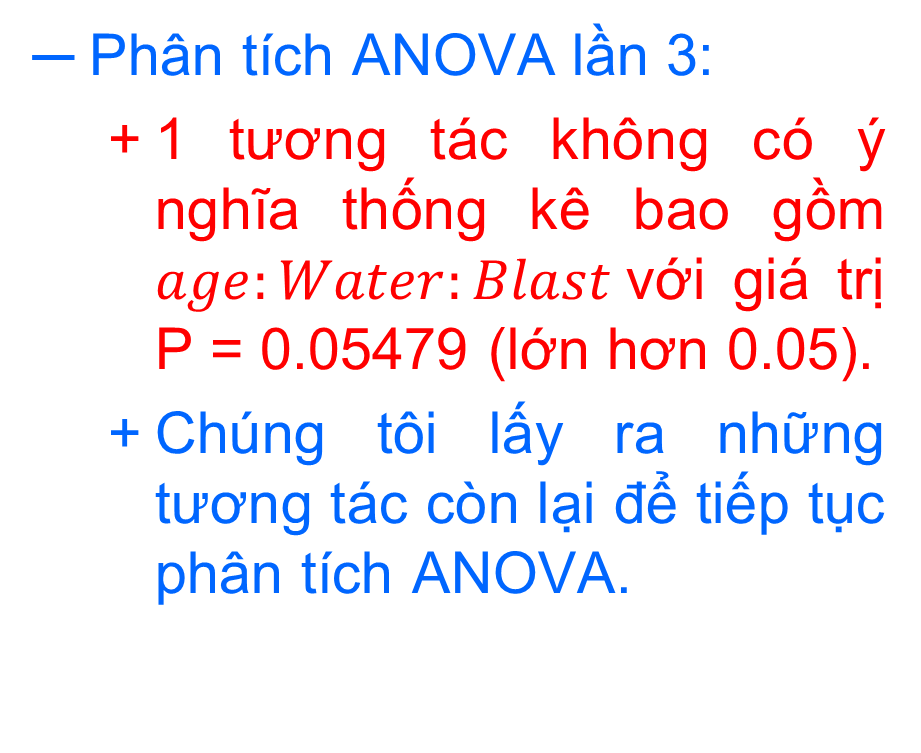 – Phân tích ANOVA lần 3:
+ 1 tương tác không có ý
nghĩa thống kê bao gồm
age:Water:Blast với giá trị
P = 0.05479 (lớn hơn 0.05).
+ Chúng tôi lấy ra những
tương tác còn lại để tiếp tục
phân tích ANOVA.